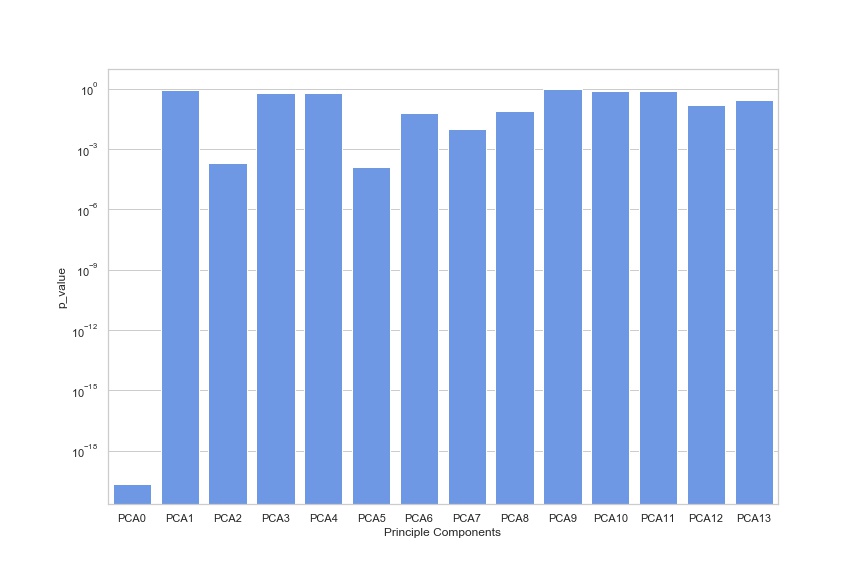 10⁰
10⁻³
10⁻⁶
10⁻⁹
10⁻¹²
10⁻¹⁵
10⁻¹⁸
p_value
PCA0 PCA1 PCA2 PCA3 PCA4 PCA5 PCA6 PCA7 PCA8 PCA9 PCA10 PCA11 PCA12 PCA13
Principle Components